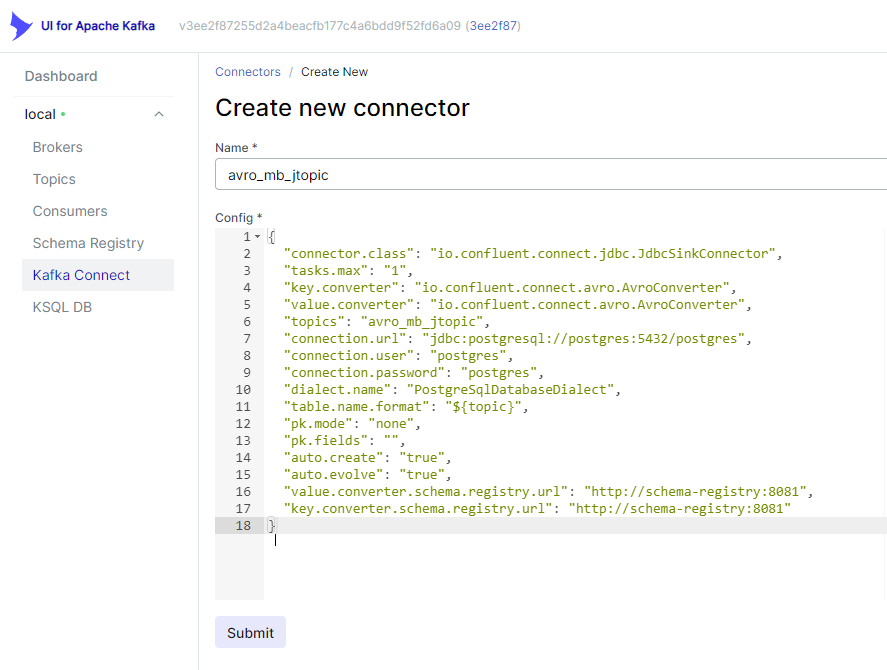 UI for Apache Kafka v3ee2f87255d2a4beacfb177c4a6bdd9f52fd6a09 (3ee2f87)
Dashboard
local
Brokers
Topics
Consumers
Schema Registry
Kafka Connect
KSQL DB
Connectors / Create New
Create new connector
Name *
avro_mb_jtopic
Config *
1 {
2 "connector.class": "io.confluent.connect.jdbc.JdbcSinkConnector",
3 "tasks.max": "1",
4 "key.converter": "io.confluent.connect.avro.AvroConverter",
5 "value.converter": "io.confluent.connect.avro.AvroConverter",
6 "topics": "avro_mb_jtopic",
7 "connection.url": "jdbc:postgresql://postgres:5432/postgres",
8 "connection.user": "postgres",
9 "connection.password": "postgres",
10 "dialect.name": "PostgreSqlDatabaseDialect",
11 "table.name.format": "${topic}",
12 "pk.mode": "none",
13 "pk.fields": "",
14 "auto.create": "true",
15 "auto.evolve": "true",
16 "value.converter.schema.registry.url": "http://schema-registry:8081",
17 "key.converter.schema.registry.url": "http://schema-registry:8081"
18 }
Submit